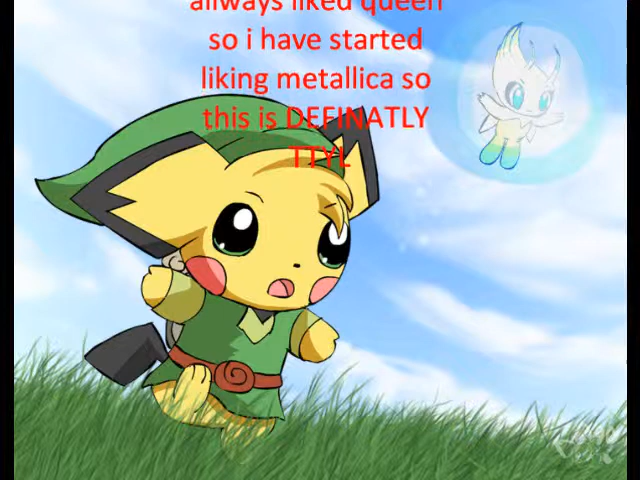 allways liked queen
so i have started
liking metallica so
this is DEFINATLY
TTYL